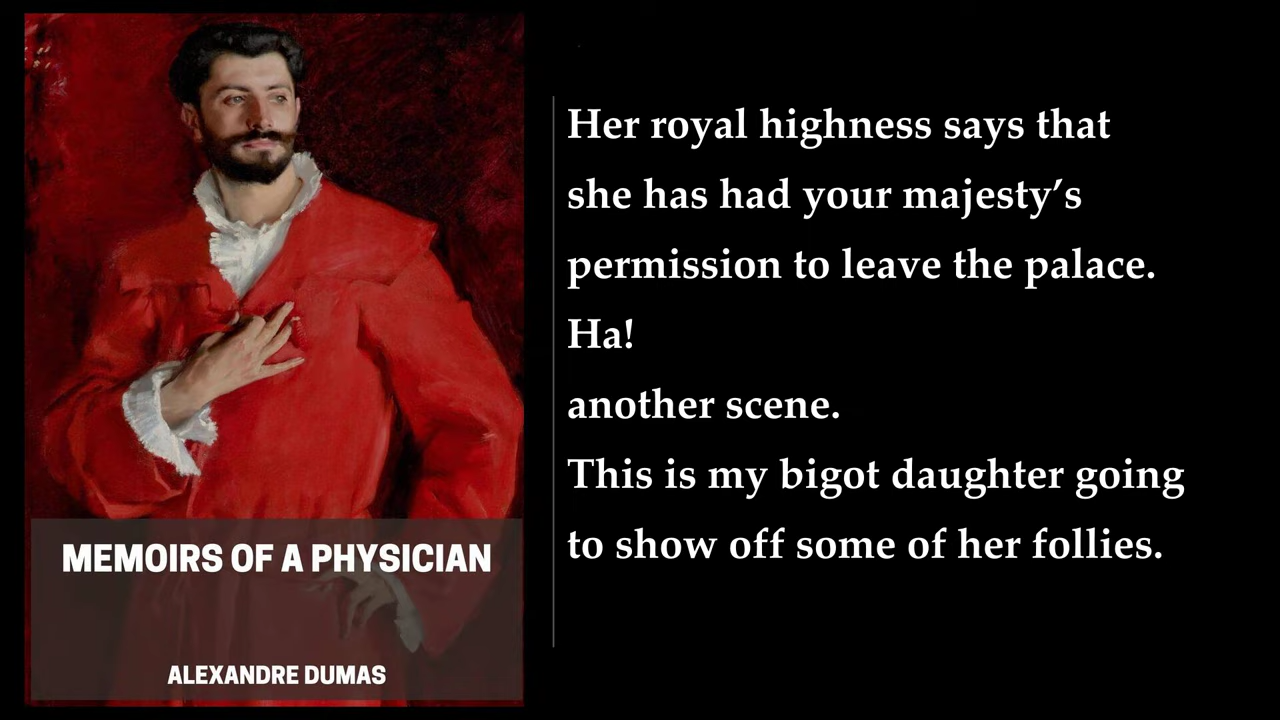 MEMOIRS OF A PHYSICIAN
ALEXANDRE DUMAS
Her royal highness says that
she has had your majesty’s
permission to leave the palace.
Ha!
another scene.
This is my bigot daughter going
to show off some of her follies.